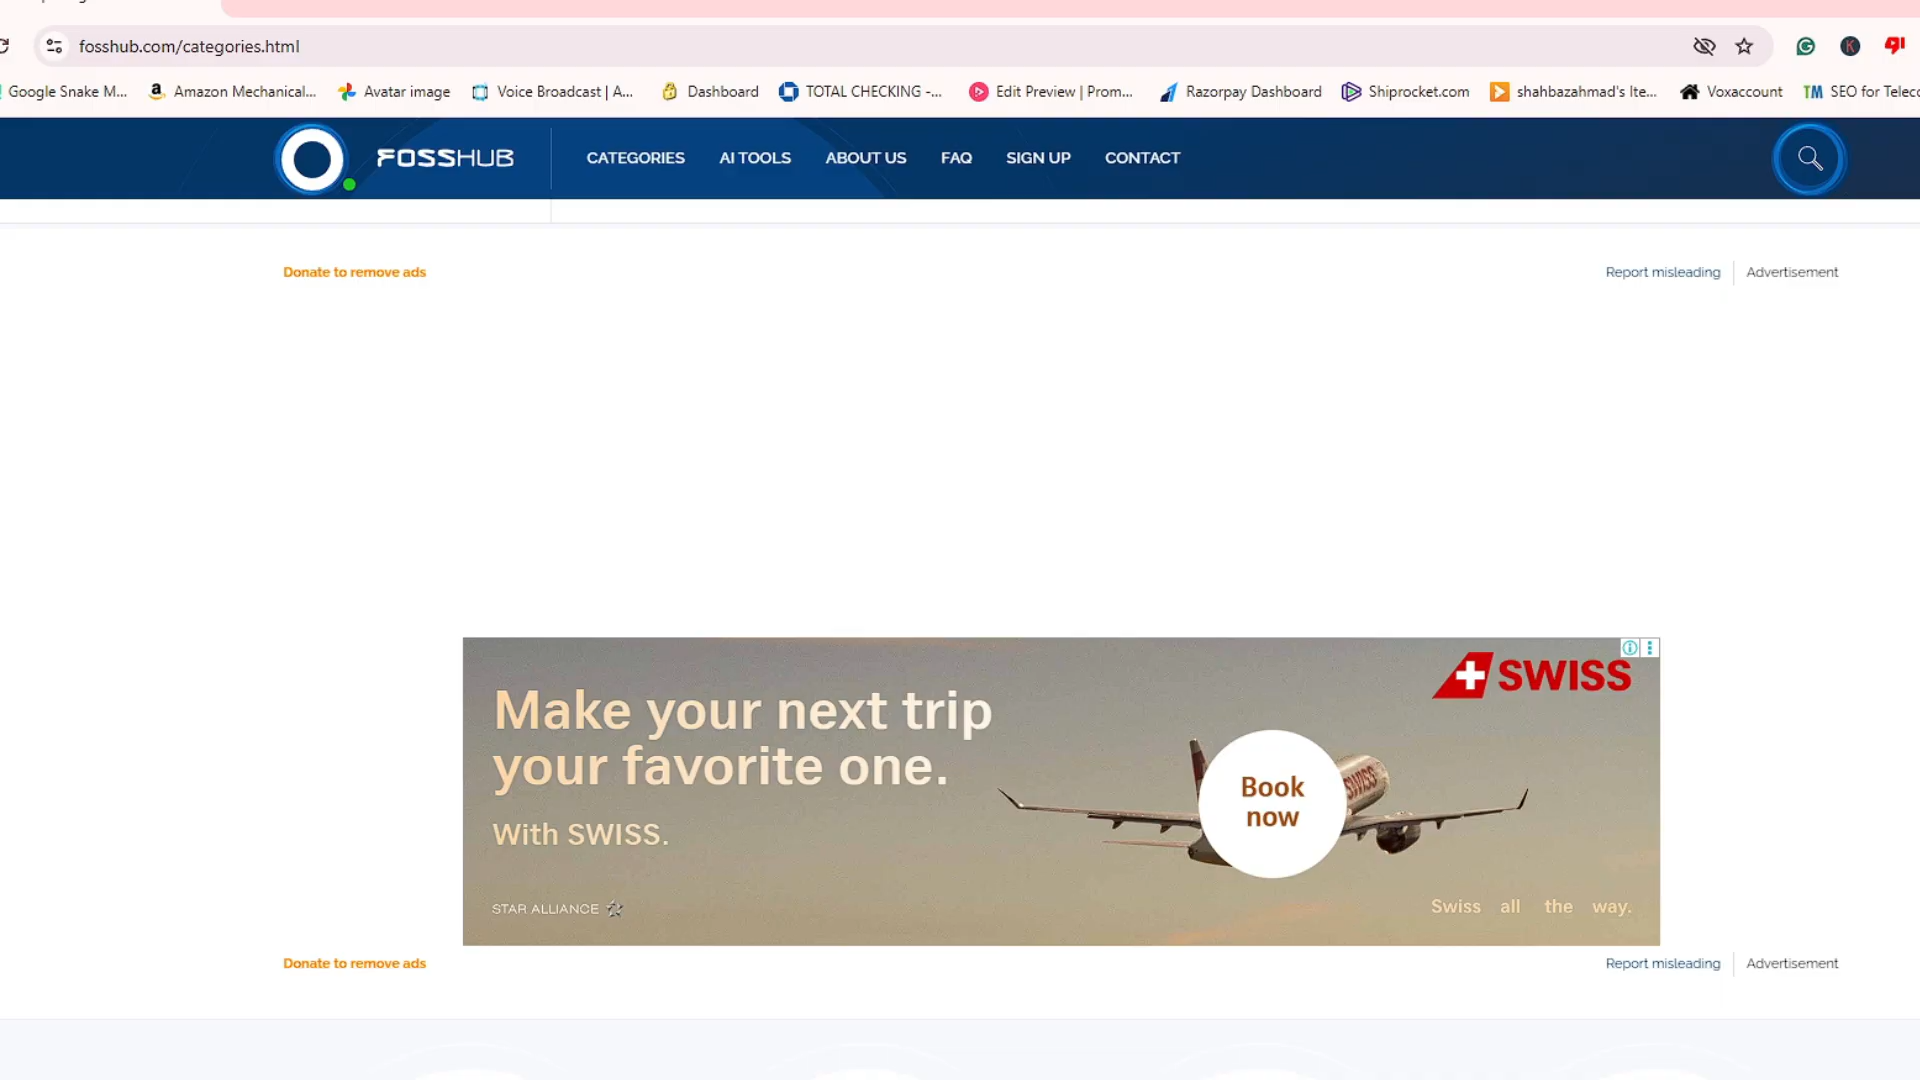 fosshub.com/categories.html
Google Snake M... Amazon Mechanical... Avatar image Voice Broadcast | A... Dashboard TOTAL CHECKING -... Edit Preview | Prom... Razorpay Dashboard Shiprocket.com shahbazahmad's Ite... Voxaccount TM SEO for Teleco
FOSSHUB CATEGORIES AI TOOLS ABOUT US FAQ SIGN UP CONTACT
Donate to remove ads Report misleading Advertisement
SWISS
Make your next trip
your favorite one.
SWISS
Book
now
With SWISS.
STAR ALLIANCE
Swiss all the way.
Donate to remove ads Report misleading Advertisement